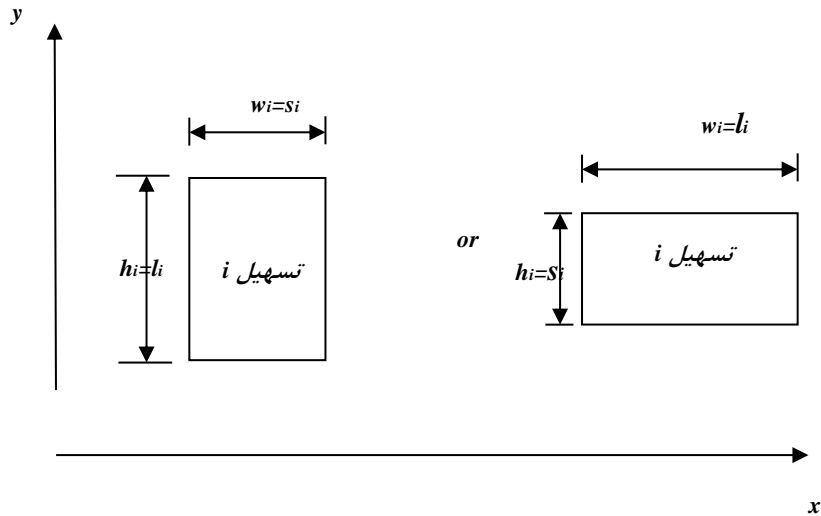 y
wi=si
wi=li
or
hi=li
تسهیل i
hi=si
تسهیل i
x